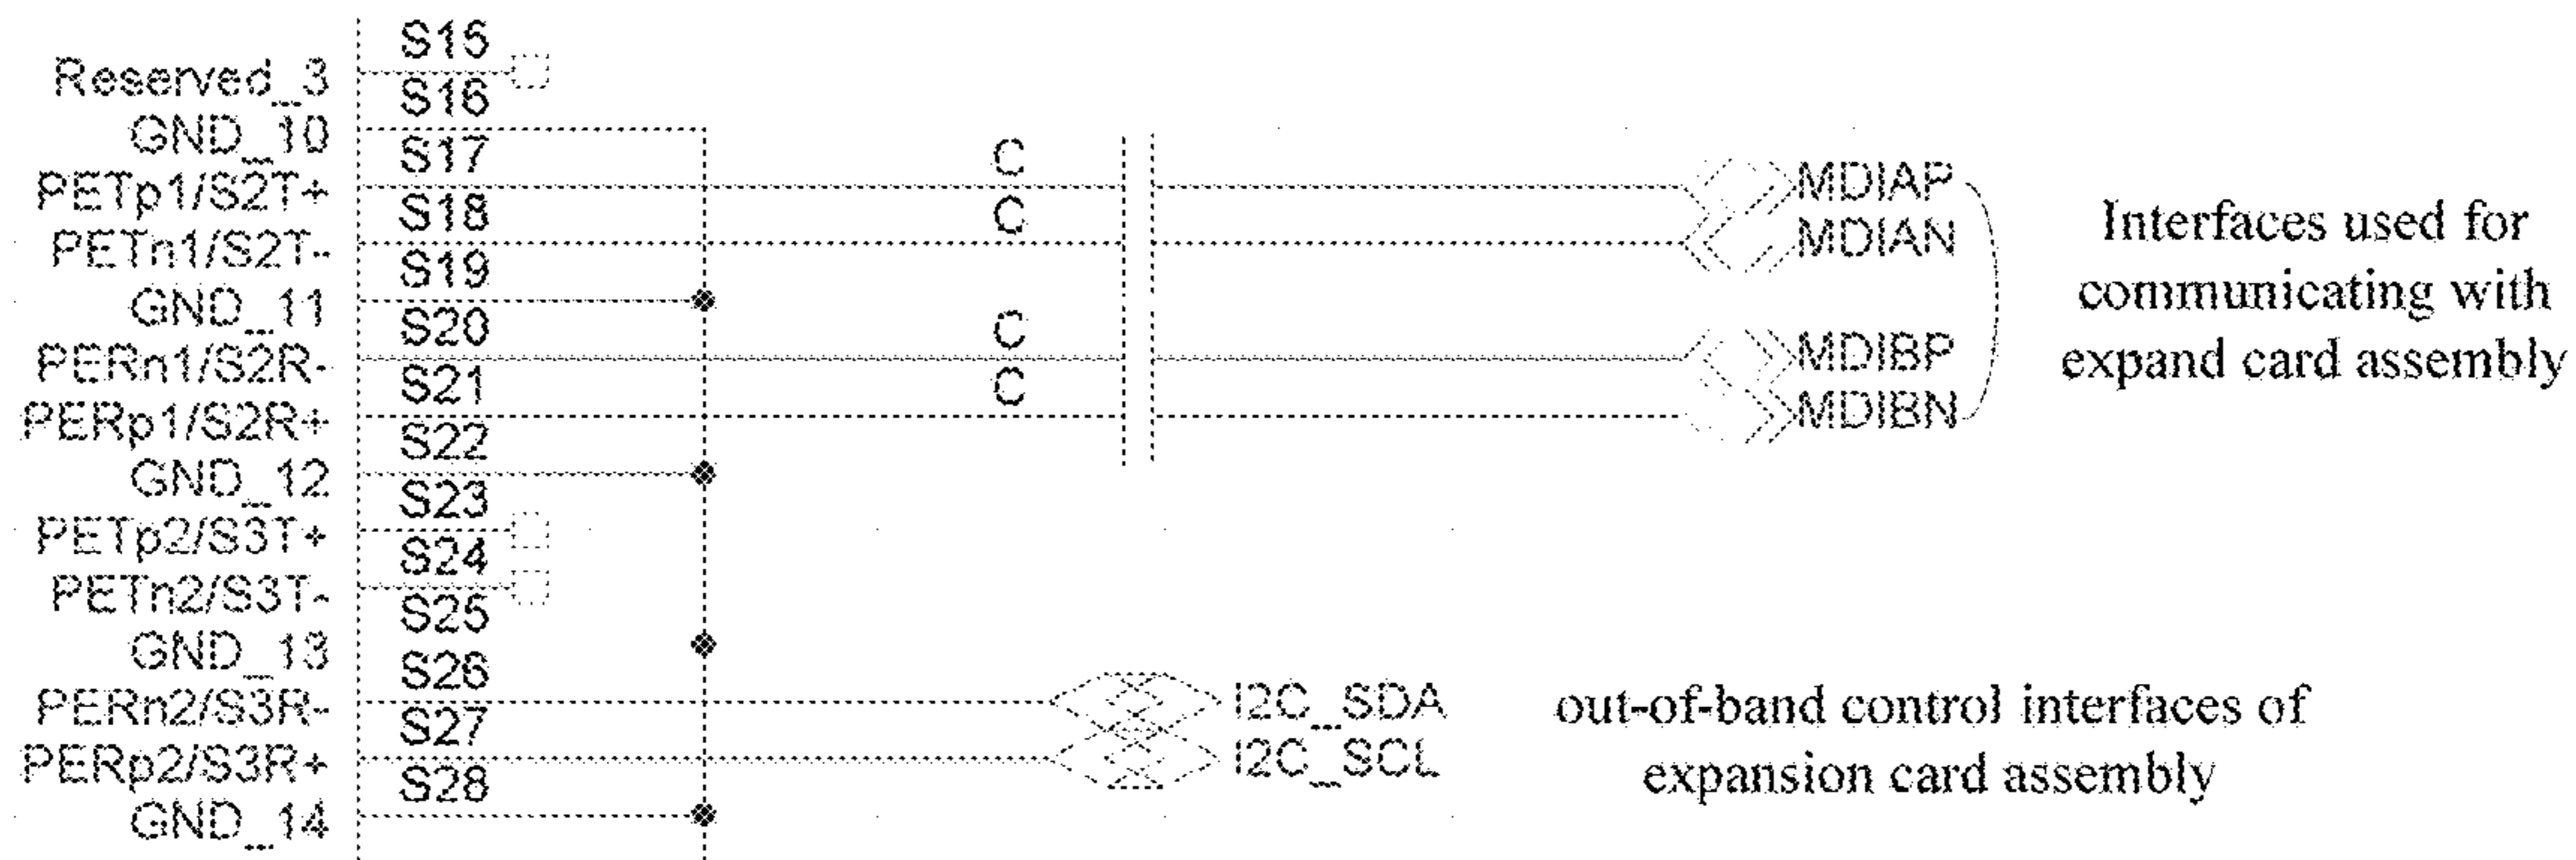 S15
Reserved_3
S16
GND_10
S17 C
PETp1/S2T+ MDIAP
S18 C
PETn1/S2T- MDIAN
S19
GND_11
S20 C
PERn1/S2R- MDIBP
S21 C
PERp1/S2R+ MDIBN
S22
GND_12
S23
PETp2/S3T+
S24
PETn2/S3T-
S25
GND_13
S26
PERn2/S3R- I2C_SDA
S27
PERp2/S3R+ I2C_SCL
S28
GND_14
Interfaces used for
communicating with
expand card assembly
out-of-band control interfaces of
expansion card assembly